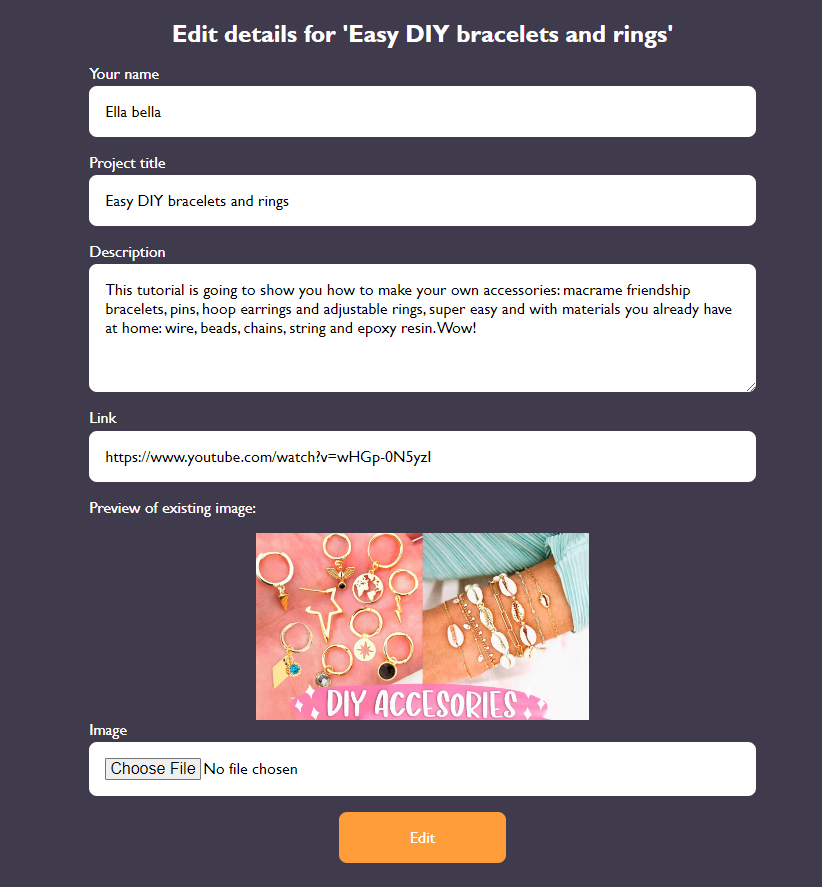 Edit details for 'Easy DIY bracelets and rings'
Your name
Ella bella
Project title
Easy DIY bracelets and rings
Description
This tutorial is going to show you how to make your own accessories: macrame friendship
bracelets, pins, hoop earrings and adjustable rings, super easy and with materials you already have
at home: wire, beads, chains, string and epoxy resin. Wow!
Link
https://www.youtube.com/watch?v=wHGp-0N5yzI
Preview of existing image:
DIY ACCESORIES
Image
Choose File No file chosen
Edit